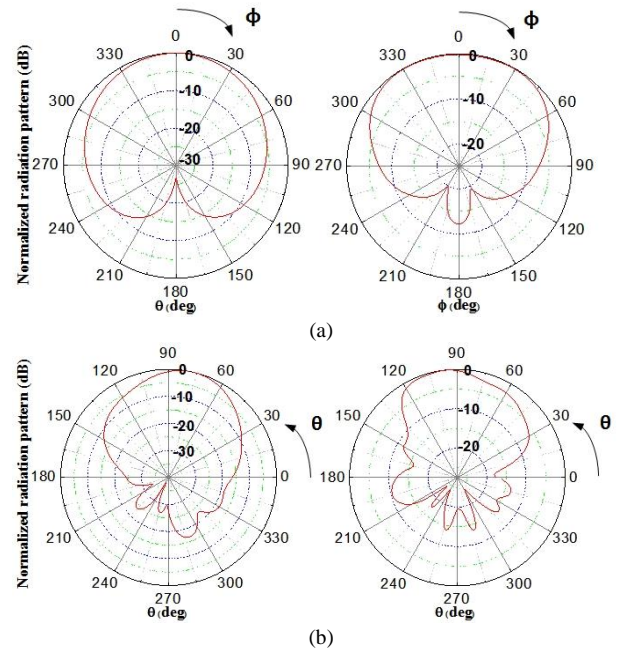 ϕ ϕ
0 0
330 30 330 30
300 60 300 60
270 90 270 90
240 120 240 120
210 150 210 150
180 180
0 -10 -20 -30
0 -10 -20
Normalized radiation pattern (dB)
θ (deg) ϕ (deg)
(a)
90 90
120 60 120 60
150 30 150 30
θ θ
180 0 180 0
210 330 210 330
240 300 240 300
270 270
0 -10 -20 -30
0 -10 -20
Normalized radiation pattern (dB)
θ (deg) θ (deg)
(b)